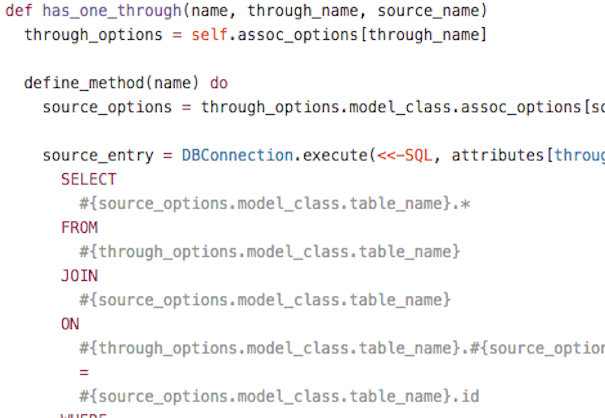 def has_one_through(name, through_name, source_name)
  through_options = self.assoc_options[through_name]

  define_method(name) do
    source_options = through_options.model_class.assoc_options[so

    source_entry = DBConnection.execute(<<-SQL, attributes[throug
      SELECT
        #{source_options.model_class.table_name}.*
      FROM
        #{through_options.model_class.table_name}
      JOIN
        #{source_options.model_class.table_name}
      ON
        #{through_options.model_class.table_name}.#{source_option
        =
        #{source_options.model_class.table_name}.id
      WHERE